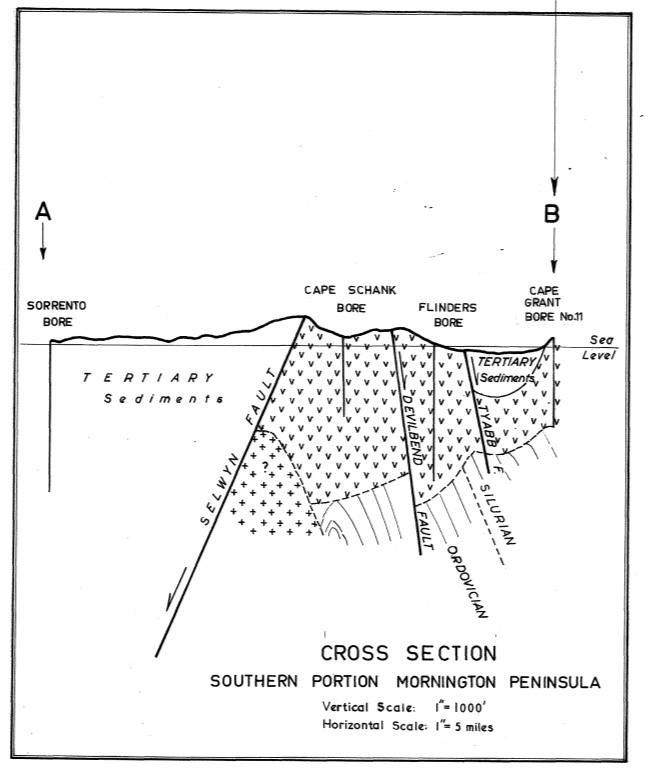 A
B
SORRENTO
BORE
CAPE SCHANK
BORE
FLINDERS
BORE
CAPE
GRANT
BORE No.11
Sea
Level
TERTIARY
Sediments
TERTIARY
Sediments
SELWYN FAULT
DEVILBEND
FAULT
TYABB F.
?
SILURIAN
ORDOVICIAN
CROSS SECTION
SOUTHERN PORTION MORNINGTON PENINSULA
Vertical Scale: 1"= 1000'
Horizontal Scale: 1"= 5 miles